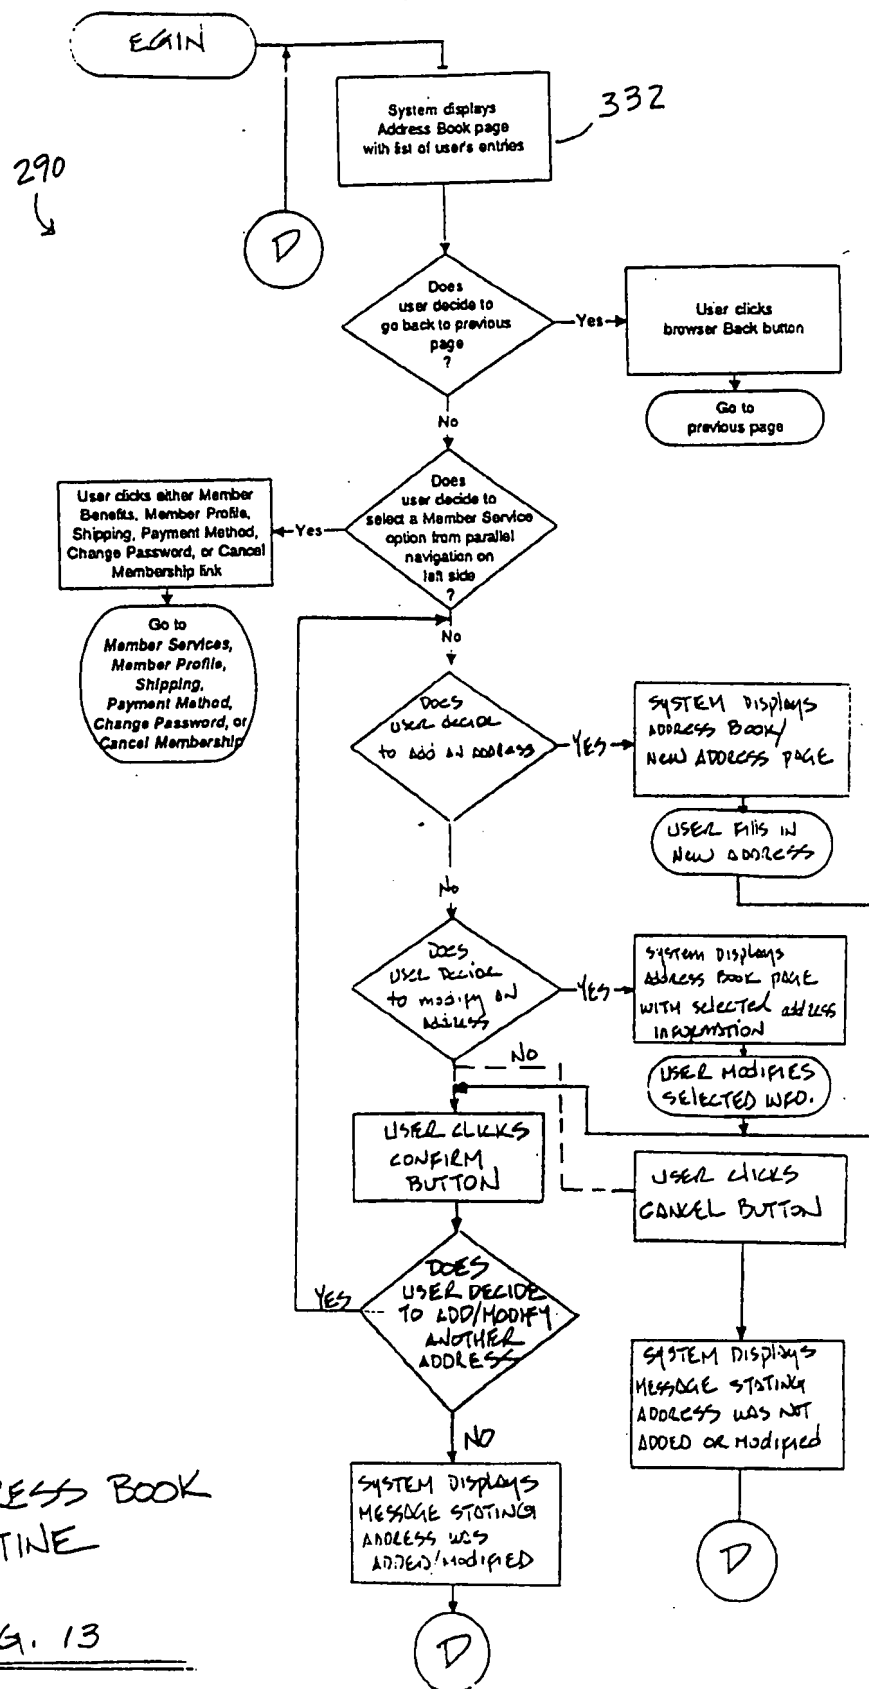 EGIN
System displays
Address Book page
with list of user's entries
332
290
D
Does
user decide to
go back to previous
page
?
Yes
User clicks
browser Back button
Go to
previous page
No
Does
user decide to
select a Member Service
option from parallel
navigation on
left side
?
Yes
User clicks either Member
Benefits, Member Profile,
Shipping, Payment Method,
Change Password, or Cancel
Membership link
Go to
Member Services,
Member Profile,
Shipping,
Payment Method,
Change Password, or
Cancel Membership
No
DOES
USER DECIDE
to ADD AN ADDRESS
YES
SYSTEM Displays
ADDRESS BOOK/
NEW ADDRESS PAGE
USER Fills IN
NEW ADDRESS
No
DOES
USER DECIDE
to modify AN
Address
YES
System Displays
Address Book PAGE
WITH Selected address
INFORMATION
USER MODIFIES
SELECTED INFO.
NO
USER CLICKS
CONFIRM
BUTTON
USER CLICKS
CANCEL BUTTON
DOES
USER DECIDE
TO ADD/MODIFY
ANOTHER
ADDRESS
YES
NO
SYSTEM DISPLAYS
MESSAGE STATING
ADDRESS WAS NOT
ADDED OR Modified
SYSTEM DISPLAYS
MESSAGE STATING
ADDRESS WAS
ADDED/MODIFIED
D
D
RESS BOOK
TINE
G. 13